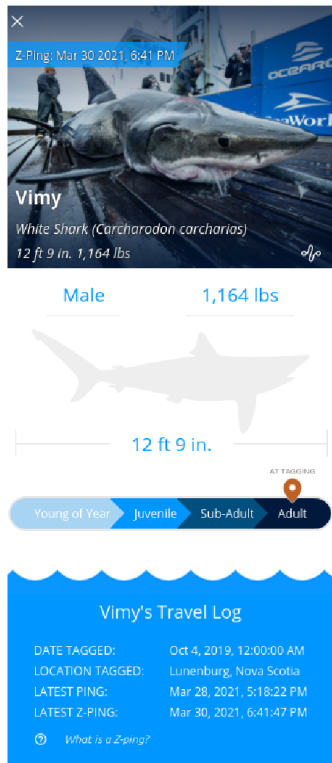 Z-Ping: Mar 30 2021, 6:41 PM
OCEARC
eaWorl
Vimy
White Shark (Carcharodon carcharias)
12 ft 9 in. 1,164 lbs
Male 1,164 lbs
12 ft 9 in.
AT TAGGING
Young of Year Juvenile Sub-Adult Adult
Vimy's Travel Log
DATE TAGGED: Oct 4, 2019, 12:00:00 AM
LOCATION TAGGED: Lunenburg, Nova Scotia
LATEST PING: Mar 28, 2021, 5:18:22 PM
LATEST Z-PING: Mar 30, 2021, 6:41:47 PM
What is a Z-ping?